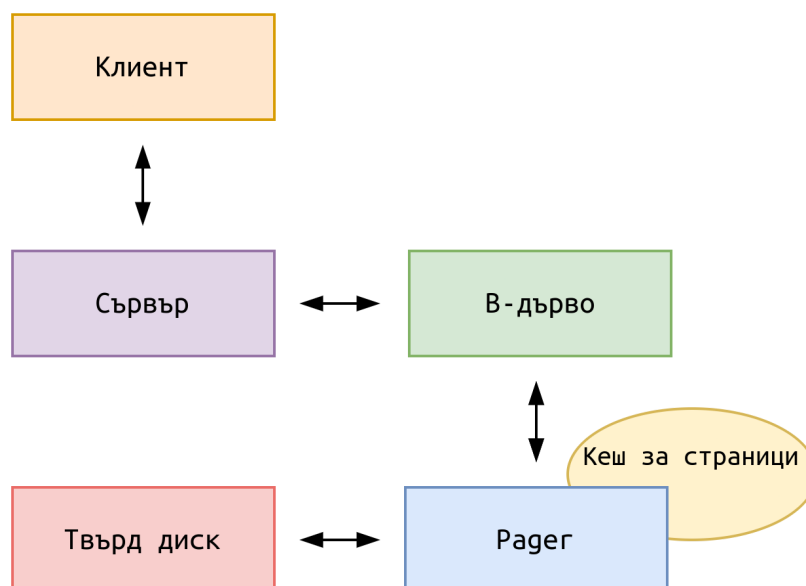 Клиент
Сървър
В-дърво
Кеш за страници
Твърд диск
Pager